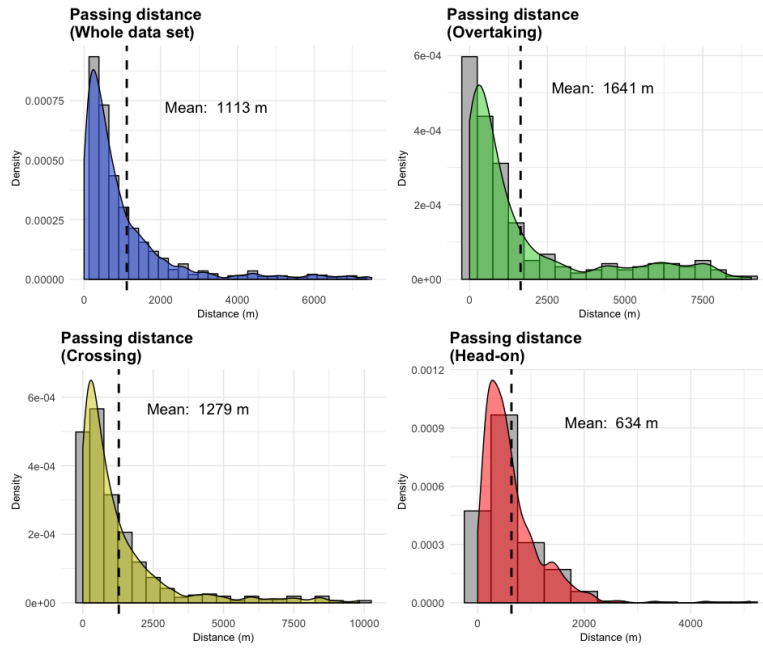 Passing distance
(Whole data set)
Mean: 1113 m
Density
0.00075
0.00050
0.00025
0.00000
0
2000
4000
6000
Distance (m)
Passing distance
(Overtaking)
Mean: 1641 m
Density
6e-04
4e-04
2e-04
0e+00
0
2500
5000
7500
Distance (m)
Passing distance
(Crossing)
Mean: 1279 m
Density
6e-04
4e-04
2e-04
0e+00
0
2500
5000
7500
10000
Distance (m)
Passing distance
(Head-on)
Mean: 634 m
Density
0.0012
0.0009
0.0006
0.0003
0.0000
0
2000
4000
Distance (m)